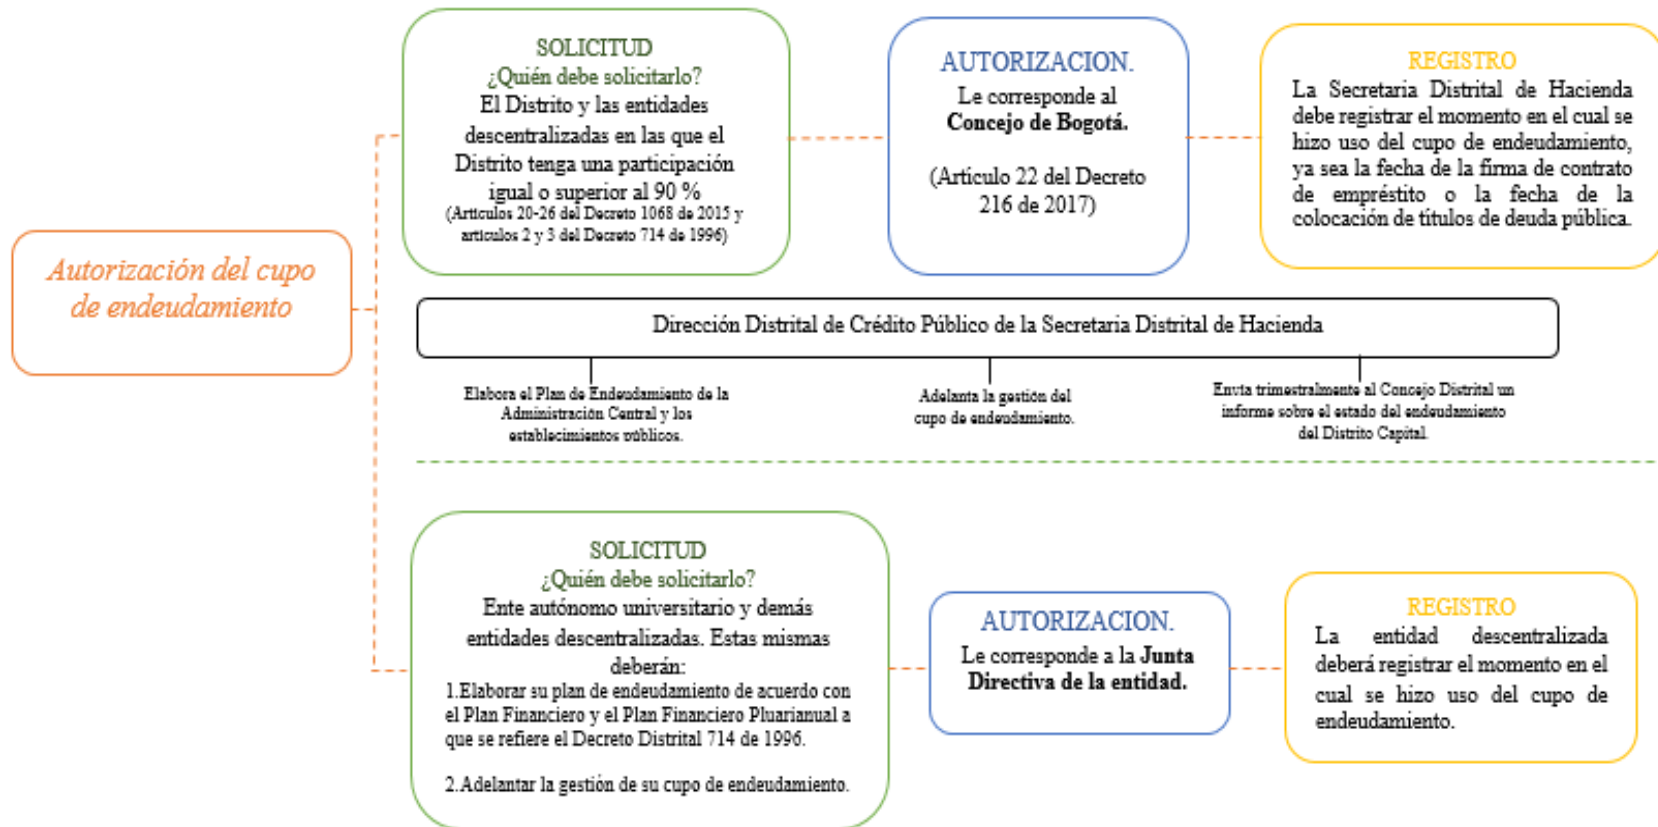 Autorización del cupo
de endeudamiento
SOLICITUD
¿Quién debe solicitarlo?
El Distrito y las entidades
descentralizadas en las que el
Distrito tenga una participación
igual o superior al 90 %
(Artículos 20-26 del Decreto 1068 de 2015 y
artículos 2 y 3 del Decreto 714 de 1996)
AUTORIZACION.
Le corresponde al
Concejo de Bogotá.
(Artículo 22 del Decreto
216 de 2017)
REGISTRO
La Secretaria Distrital de Hacienda
debe registrar el momento en el cual se
hizo uso del cupo de endeudamiento,
ya sea la fecha de la firma de contrato
de empréstito o la fecha de la
colocación de títulos de deuda pública.
Dirección Distrital de Crédito Público de la Secretaria Distrital de Hacienda
Elabora el Plan de Endeudamiento de la
Administración Central y los
establecimientos públicos.
Adelanta la gestión del
cupo de endeudamiento.
Envía trimestralmente al Concejo Distrital un
informe sobre el estado del endeudamiento
del Distrito Capital.
SOLICITUD
¿Quién debe solicitarlo?
Ente autónomo universitario y demás
entidades descentralizadas. Estas mismas
deberán:
1.Elaborar su plan de endeudamiento de acuerdo con
el Plan Financiero y el Plan Financiero Pluarianual a
que se refiere el Decreto Distrital 714 de 1996.
2.Adelantar la gestión de su cupo de endeudamiento.
AUTORIZACION.
Le corresponde a la Junta
Directiva de la entidad.
REGISTRO
La entidad descentralizada
deberá registrar el momento en el
cual se hizo uso del cupo de
endeudamiento.